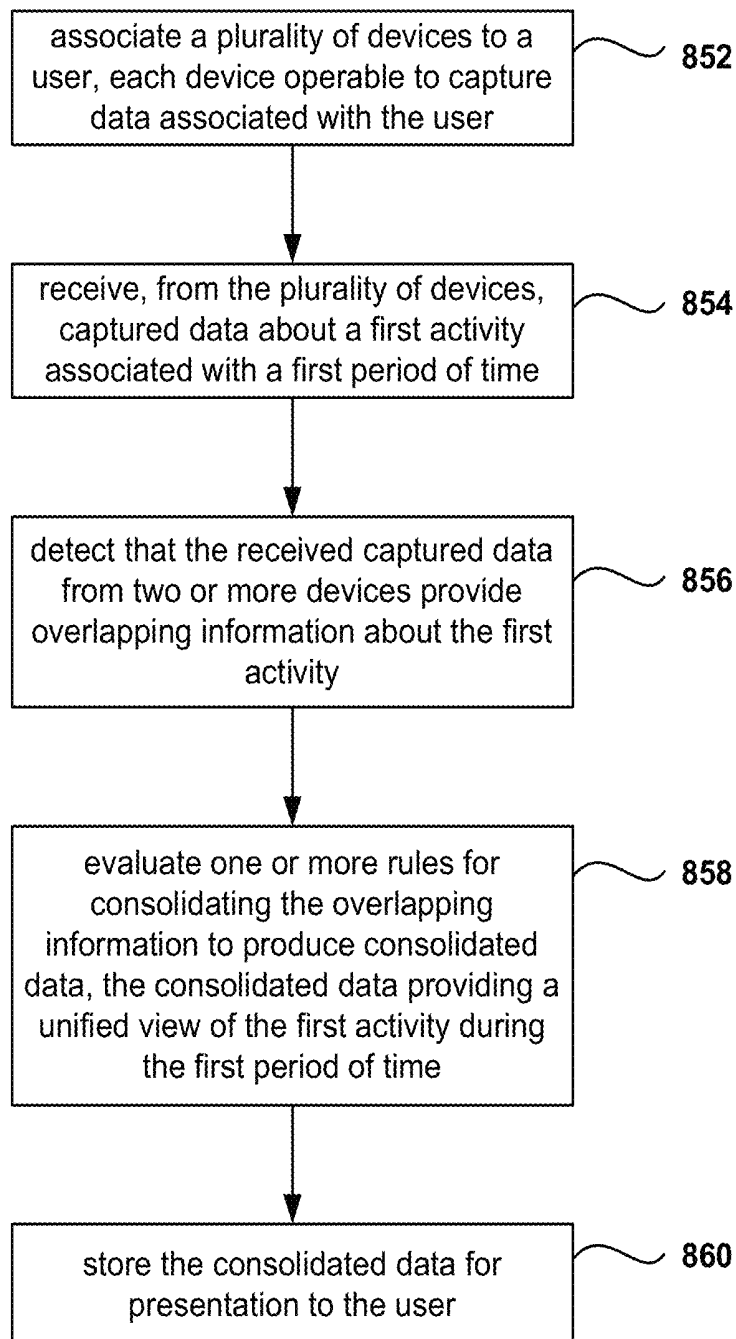 associate a plurality of devices to a
user, each device operable to capture
data associated with the user
852
receive, from the plurality of devices,
captured data about a first activity
associated with a first period of time
854
detect that the received captured data
from two or more devices provide
overlapping information about the first
activity
856
evaluate one or more rules for
consolidating the overlapping
information to produce consolidated
data, the consolidated data providing a
unified view of the first activity during
the first period of time
858
store the consolidated data for
presentation to the user
860